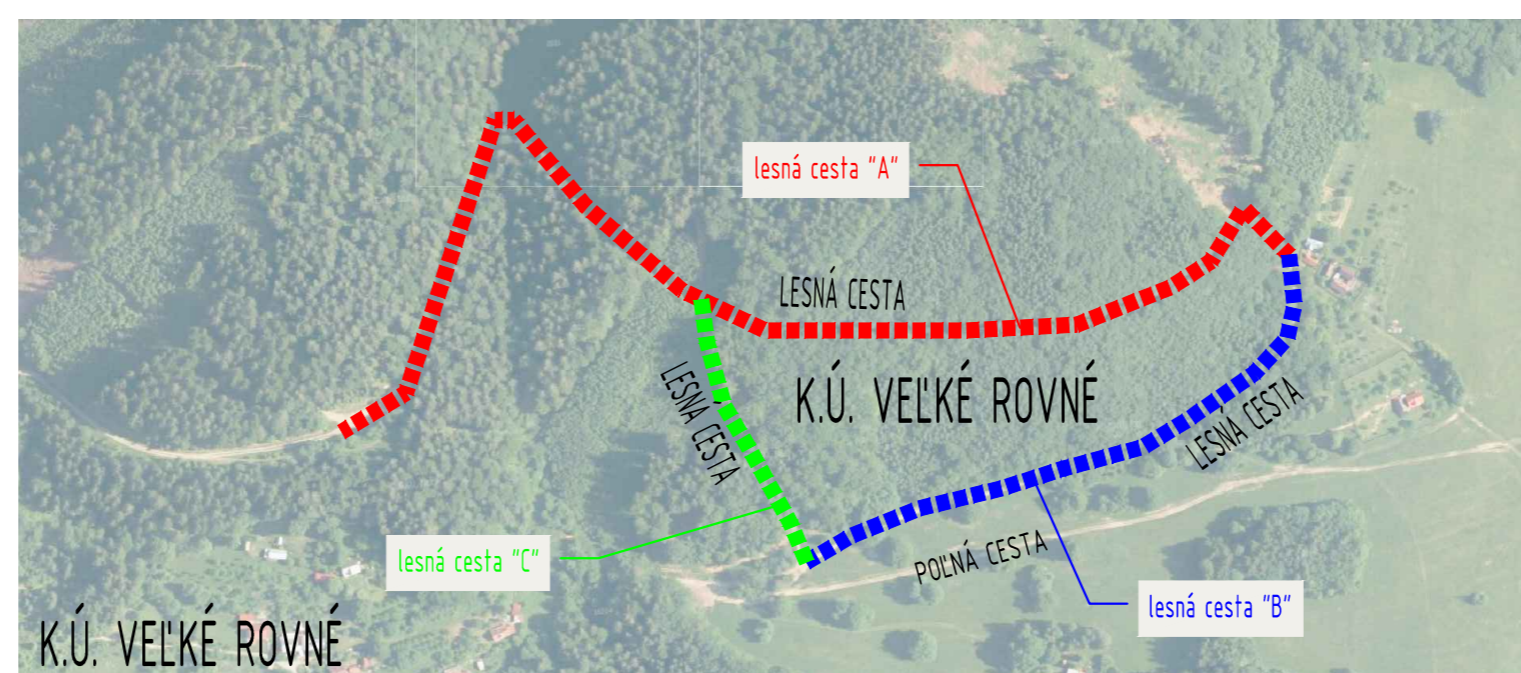 lesná cesta "A"
LESNÁ CESTA
K.Ú. VEĽKÉ ROVNÉ
LESNÁ CESTA
LESNÁ CESTA
POĽNÁ CESTA
lesná cesta "C"
lesná cesta "B"
K.Ú. VEĽKÉ ROVNÉ